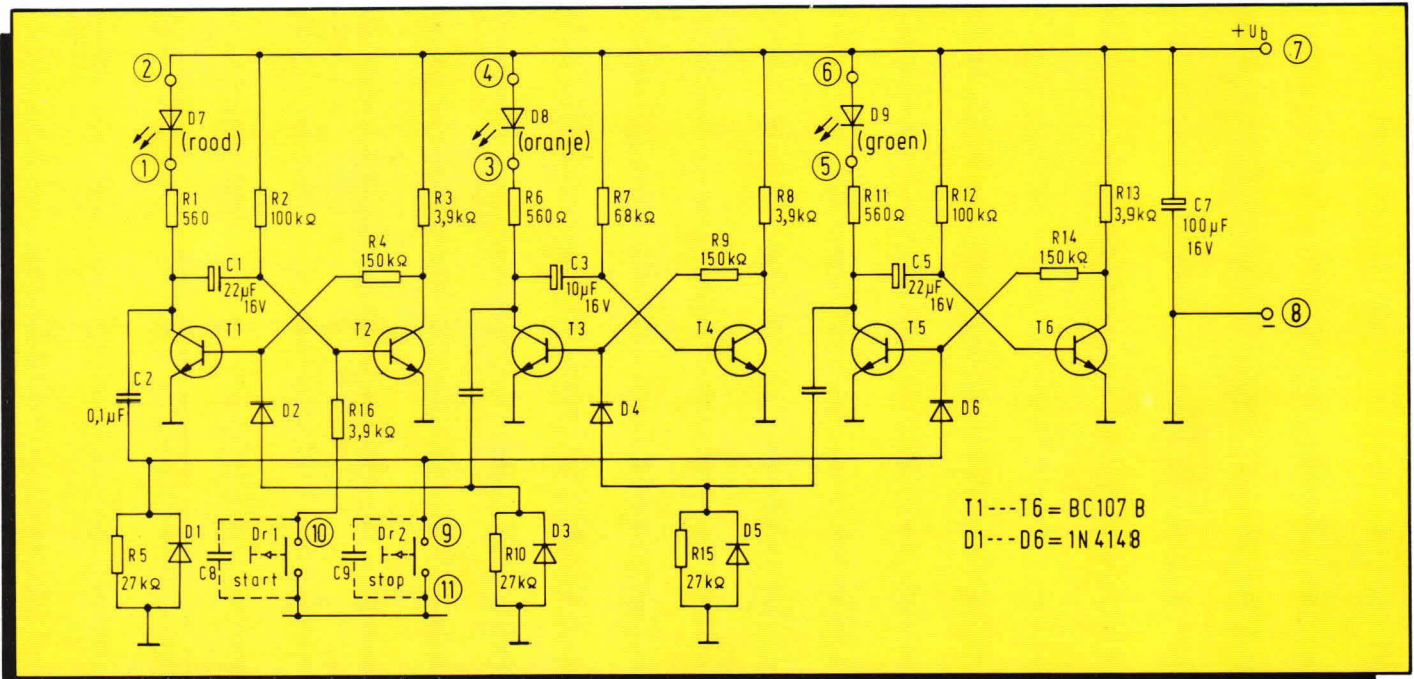 +Ub
⑦
②
D7
(rood)
①
④
D8
(oranje)
③
⑥
D9
(groen)
⑤
R1
560
R2
100kΩ
R3
3,9kΩ
R4
150kΩ
C1
22µF
16V
T1
T2
C2
0,1µF
D2
R16
3,9kΩ
R6
560Ω
R7
68kΩ
R8
3,9kΩ
R9
150kΩ
C3
10µF
16V
T3
T4
D4
R11
560Ω
R12
100kΩ
R13
3,9kΩ
R14
150kΩ
C5
22µF
16V
T5
T6
D6
C7
100µF
16V
⑧
–
R5
27kΩ
D1
C8
Dr1
start
⑩
C9
Dr2
stop
⑨
⑪
R10
27kΩ
D3
R15
27kΩ
D5
T1---T6=BC107B
D1---D6=1N4148